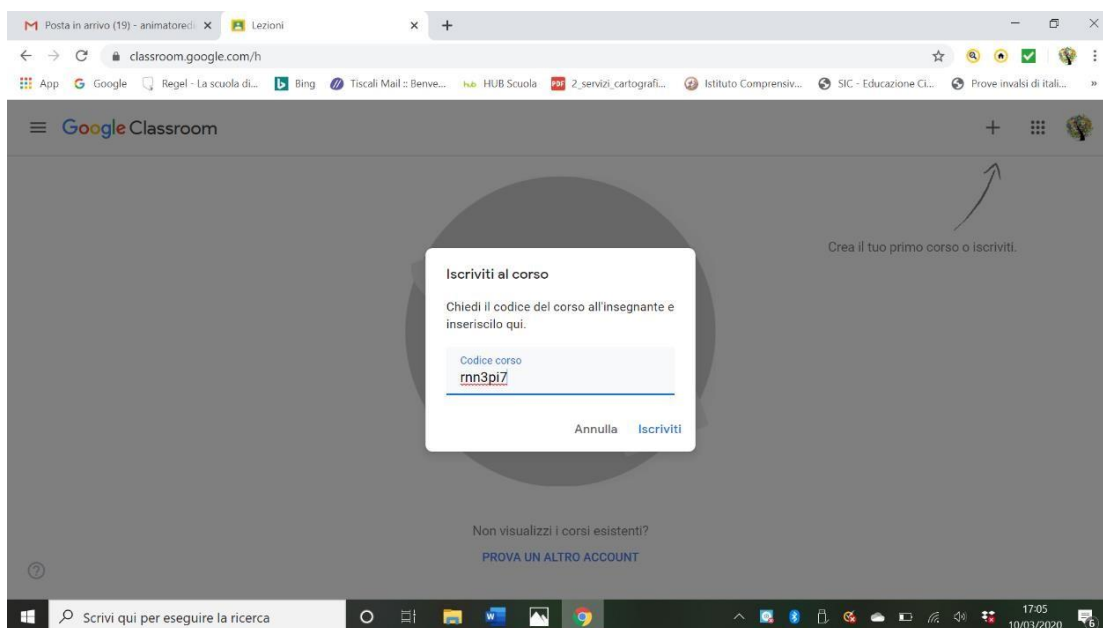 Posta in arrivo (19) - animatoredi
Lezioni
classroom.google.com/h
App Google Regel - La scuola di... Bing Tiscali Mail :: Benve... HUB Scuola 2_servizi_cartografi... Istituto Comprensiv... SIC - Educazione Ci... Prove invalsi di itali... »
Google Classroom
Crea il tuo primo corso o iscriviti.
Iscriviti al corso
Chiedi il codice del corso all'insegnante e
inseriscilo qui.
Codice corso
rnn3pi7
Annulla Iscriviti
Non visualizzi i corsi esistenti?
PROVA UN ALTRO ACCOUNT
Scrivi qui per eseguire la ricerca
17:05
10/03/2020
6